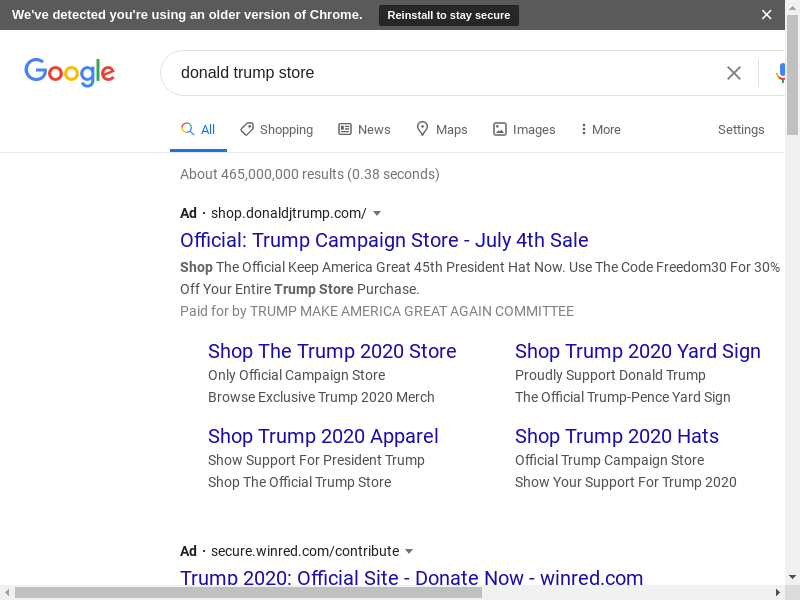 We've detected you're using an older version of Chrome. Reinstall to stay secure
Google
donald trump store
All Shopping News Maps Images More Settings
About 465,000,000 results (0.38 seconds)
Ad · shop.donaldjtrump.com/
Official: Trump Campaign Store - July 4th Sale
Shop The Official Keep America Great 45th President Hat Now. Use The Code Freedom30 For 30%
Off Your Entire Trump Store Purchase.
Paid for by TRUMP MAKE AMERICA GREAT AGAIN COMMITTEE
Shop The Trump 2020 Store
Only Official Campaign Store
Browse Exclusive Trump 2020 Merch
Shop Trump 2020 Yard Sign
Proudly Support Donald Trump
The Official Trump-Pence Yard Sign
Shop Trump 2020 Apparel
Show Support For President Trump
Shop The Official Trump Store
Shop Trump 2020 Hats
Official Trump Campaign Store
Show Your Support For Trump 2020
Ad · secure.winred.com/contribute
Trump 2020: Official Site - Donate Now - winred.com